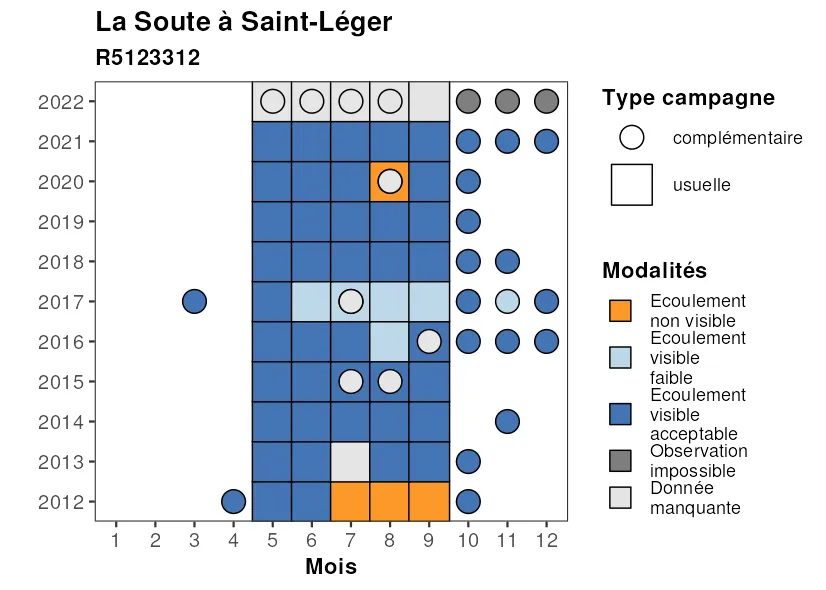 La Soute à Saint-Léger
R5123312
2022
2021
2020
2019
2018
2017
2016
2015
2014
2013
2012
1 2 3 4 5 6 7 8 9 10 11 12
Mois
Type campagne
complémentaire
usuelle
Modalités
Ecoulement
non visible
Ecoulement
visible
faible
Ecoulement
visible
acceptable
Observation
impossible
Donnée
manquante